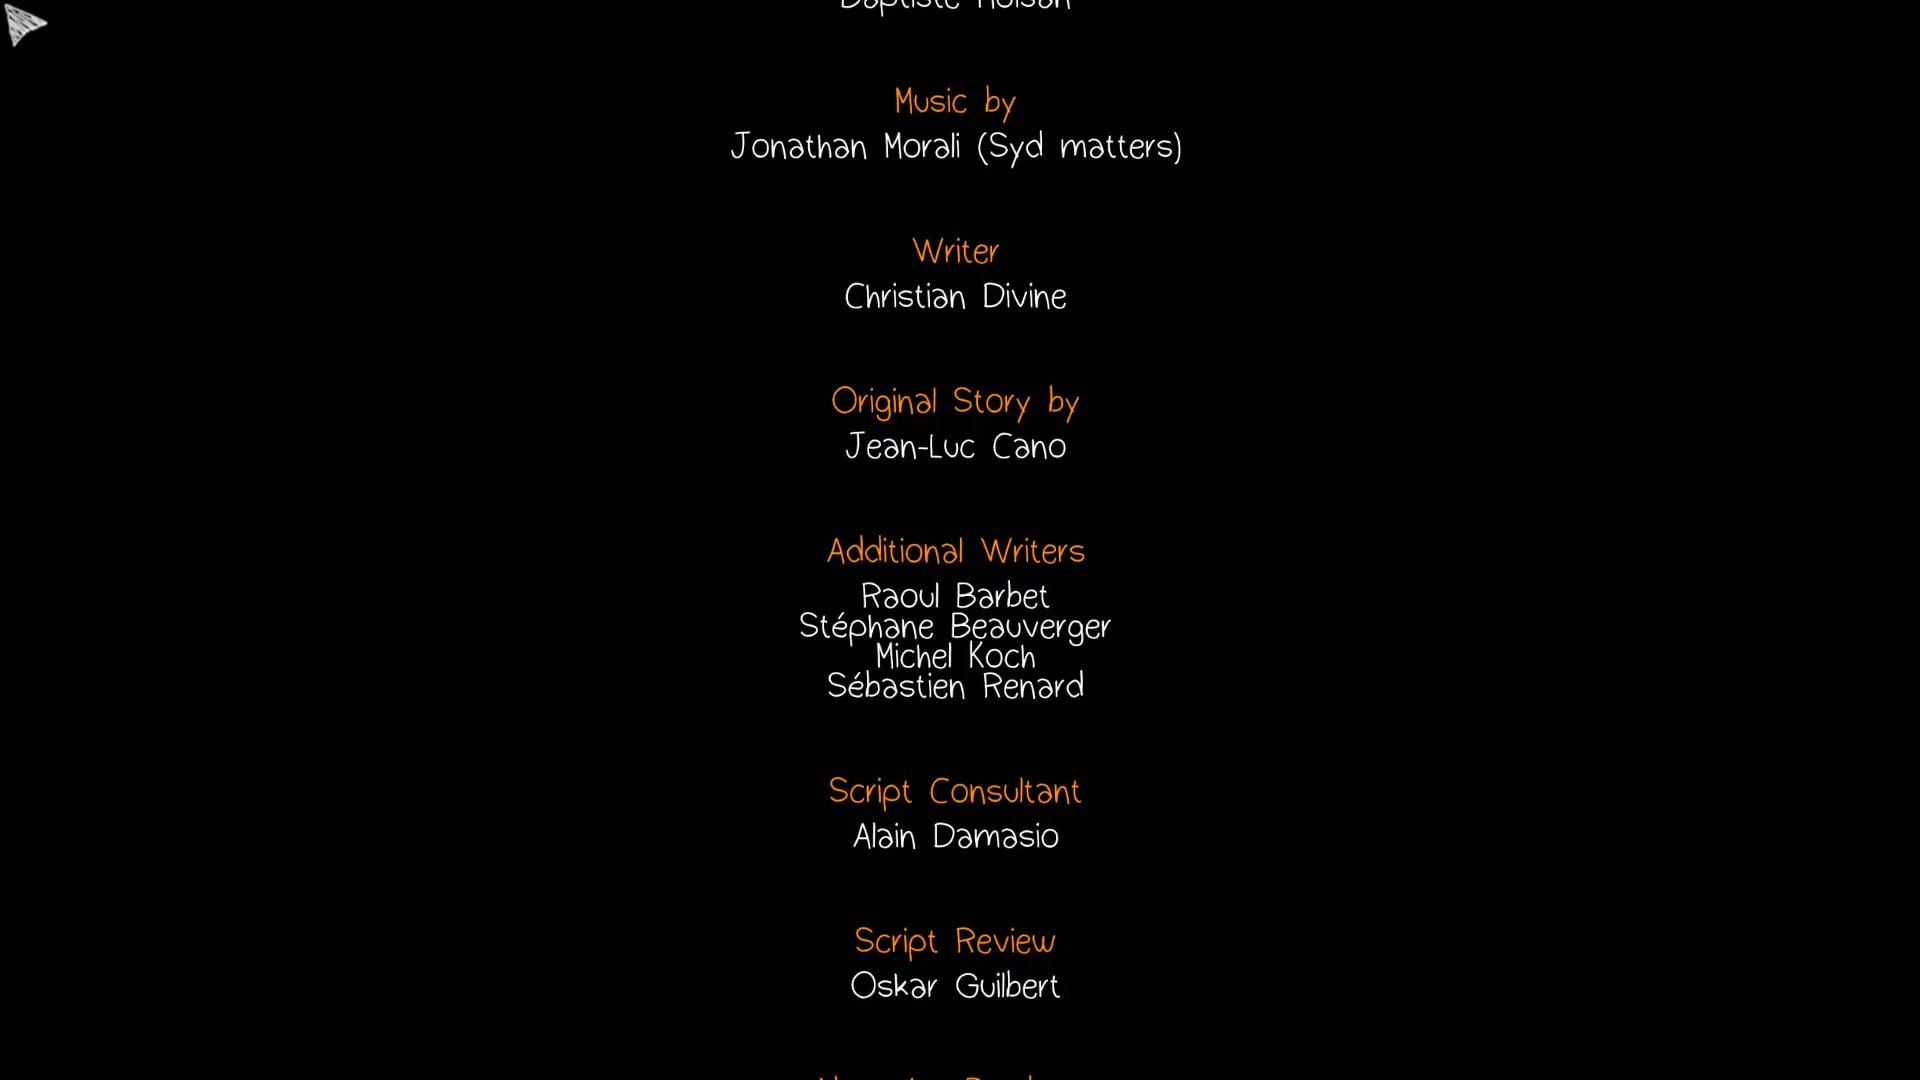 Music by
Jonathan Morali (Syd matters)
Writer
Christian Divine
Original Story by
Jean-Luc Cano
Additional Writers
Raoul Barbet
Stéphane Beauverger
Michel Koch
Sébastien Renard
Script Consultant
Alain Damasio
Script Review
Oskar Guilbert